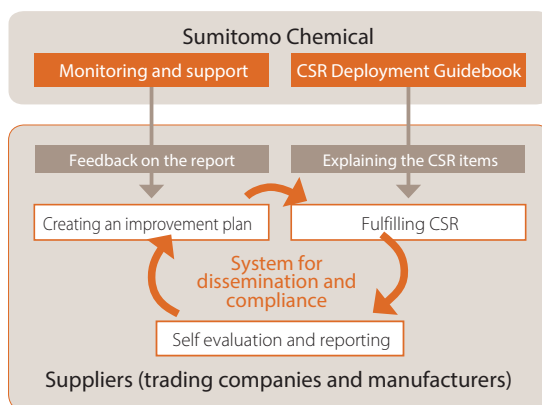 Sumitomo Chemical
Monitoring and support
CSR Deployment Guidebook
Feedback on the report
Explaining the CSR items
Creating an improvement plan
Fulfilling CSR
System for
dissemination and
compliance
Self evaluation and reporting
Suppliers (trading companies and manufacturers)